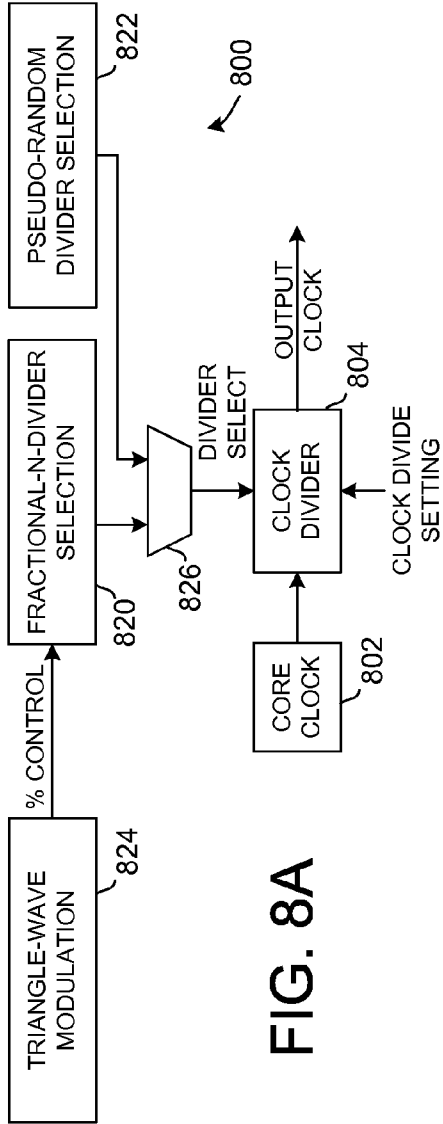 TRIANGLE-WAVE
MODULATION
824
% CONTROL
FRACTIONAL-N-DIVIDER
SELECTION
820
PSEUDO-RANDOM
DIVIDER SELECTION
822
826
DIVIDER
SELECT
800
CORE
CLOCK
802
CLOCK
DIVIDER
804
OUTPUT
CLOCK
CLOCK DIVIDE
SETTING
FIG. 8A